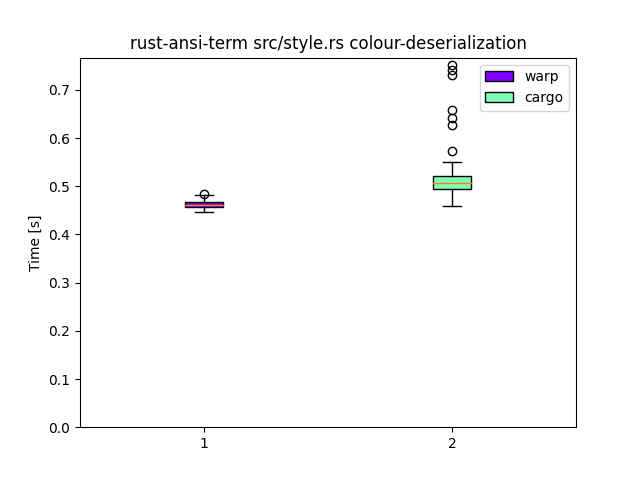 rust-ansi-term src/style.rs colour-deserialization
warp
cargo
0.7
0.6
0.5
0.4
0.3
0.2
0.1
0.0
Time [s]
1
2